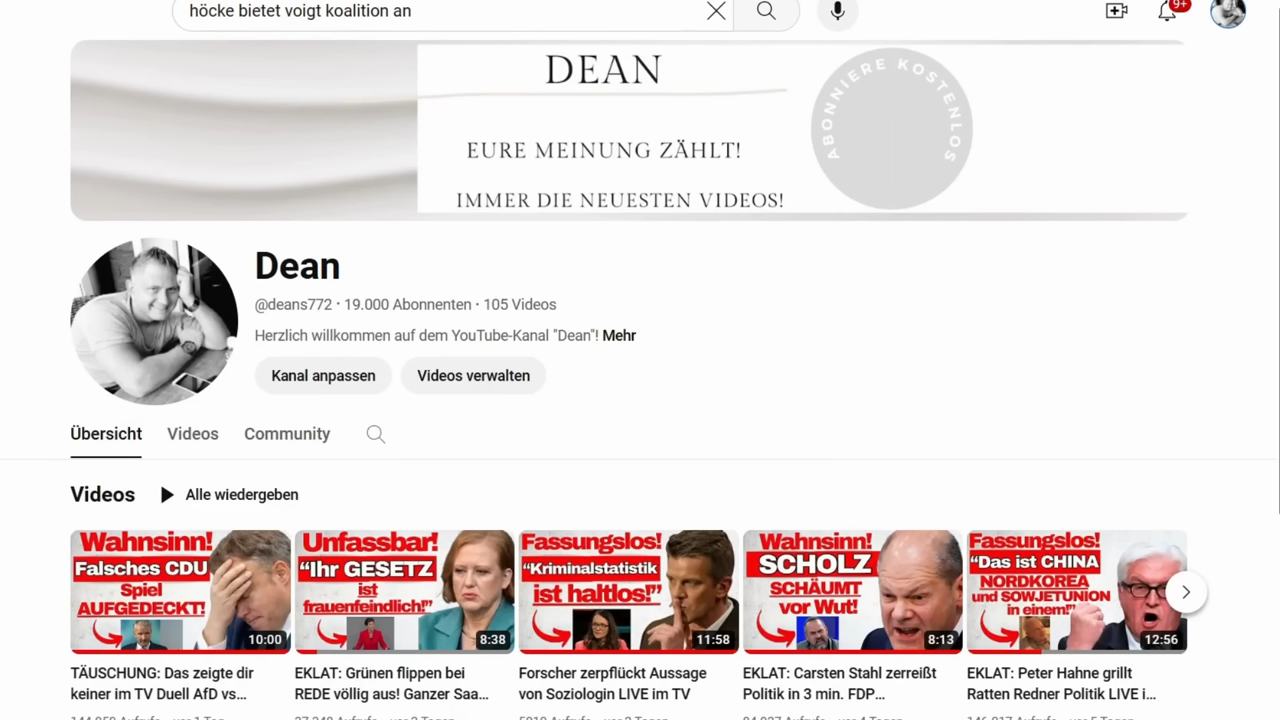 höcke bietet voigt koalition an
9+
DEAN
EURE MEINUNG ZÄHLT!
IMMER DIE NEUESTEN VIDEOS!
ABONNIERE KOSTENLOS
Dean
@deans772 · 19.000 Abonnenten · 105 Videos
Herzlich willkommen auf dem YouTube-Kanal "Dean"! Mehr
Kanal anpassen
Videos verwalten
Übersicht
Videos
Community
Videos
Alle wiedergeben
Wahnsinn!
Falsches CDU
Spiel
AUFGEDECKT!
10:00
Unfassbar!
“Ihr GESETZ
ist
frauenfeindlich!”
8:38
Fassungslos!
“Kriminalstatistik
ist haltlos!”
11:58
Wahnsinn!
SCHOLZ
SCHÄUMT
vor Wut!
8:13
Fassungslos!
“Das ist CHINA
NORDKOREA
und SOWJETUNION
in einem!”
12:56
TÄUSCHUNG: Das zeigte dir
keiner im TV Duell AfD vs...
EKLAT: Grünen flippen bei
REDE völlig aus! Ganzer Saa...
Forscher zerpflückt Aussage
von Soziologin LIVE im TV
EKLAT: Carsten Stahl zerreißt
Politik in 3 min. FDP...
EKLAT: Peter Hahne grillt
Ratten Redner Politik LIVE i...